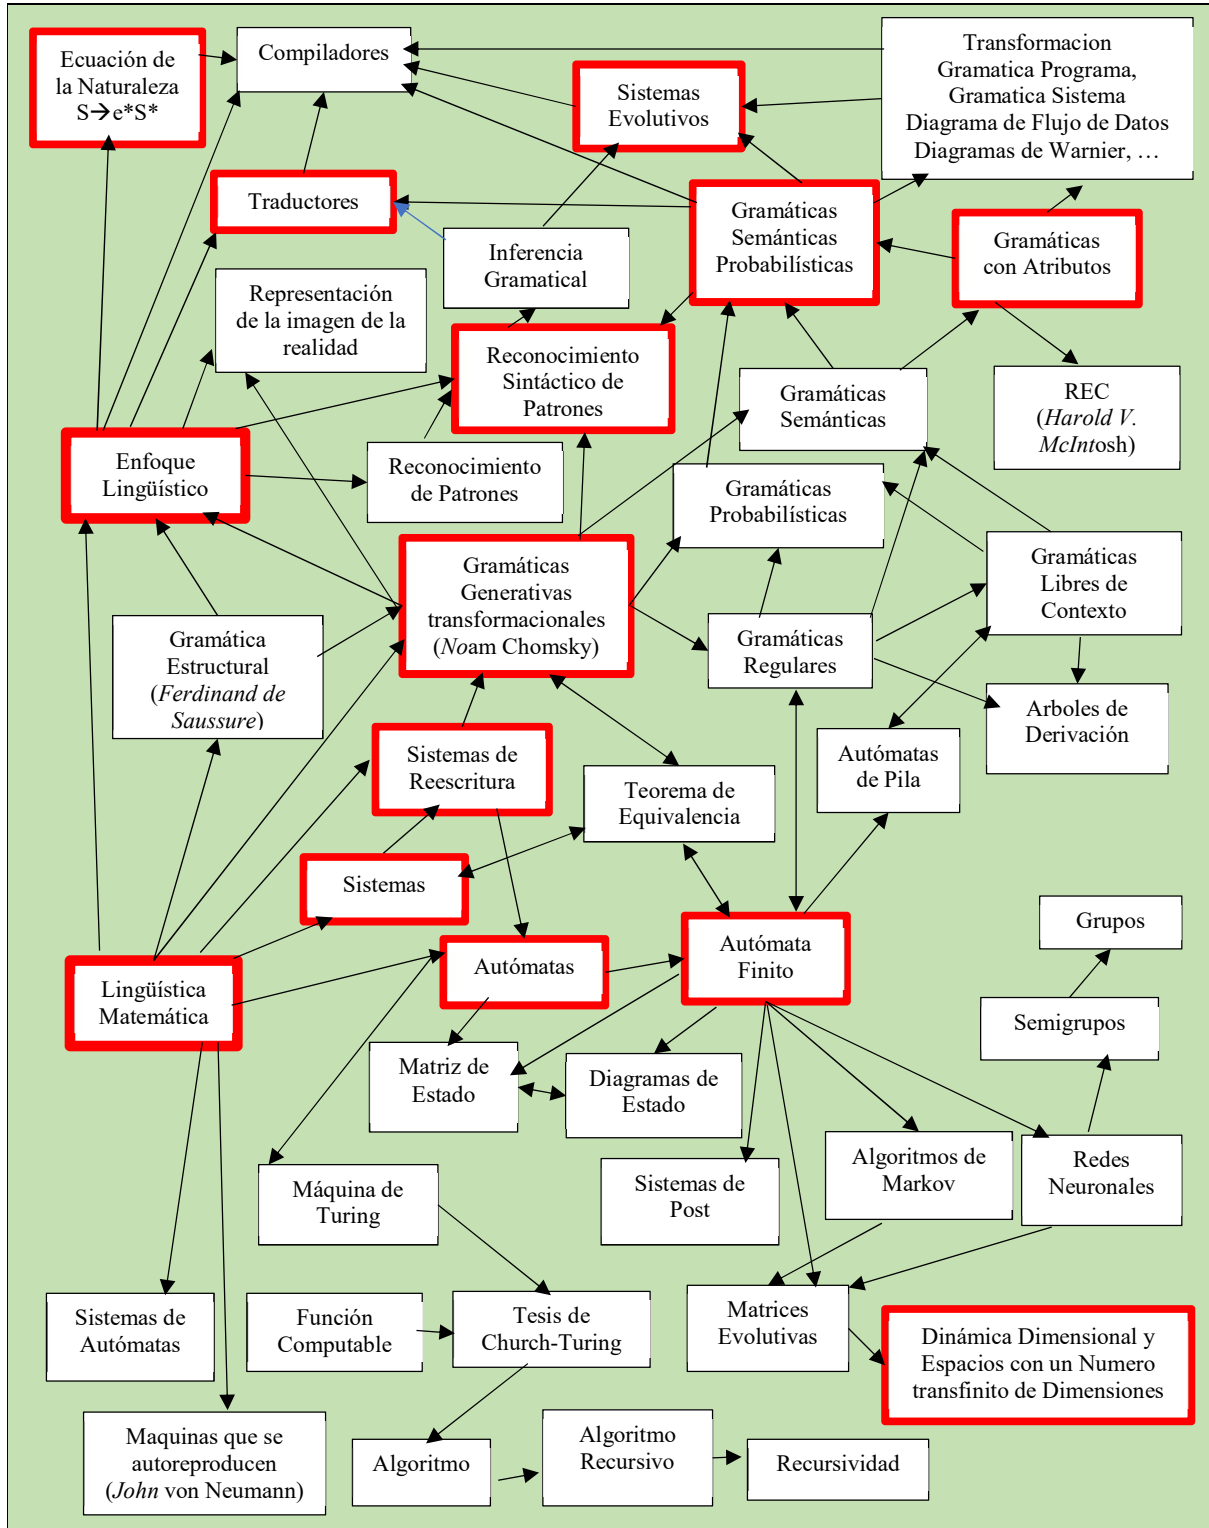 Ecuación de
la Naturaleza
S→e*S*
Compiladores
Sistemas
Evolutivos
Transformacion
Gramatica Programa,
Gramatica Sistema
Diagrama de Flujo de Datos
Diagramas de Warnier, …
Traductores
Gramáticas
Semánticas
Probabilísticas
Gramáticas
con Atributos
Inferencia
Gramatical
Representación
de la imagen de la
realidad
Reconocimiento
Sintáctico de
Patrones
Gramáticas
Semánticas
REC
(Harold V.
McIntosh)
Enfoque
Lingüístico
Reconocimiento
de Patrones
Gramáticas
Probabilísticas
Gramáticas
Generativas
transformacionales
(Noam Chomsky)
Gramáticas
Libres de
Contexto
Gramática
Estructural
(Ferdinand de
Saussure)
Gramáticas
Regulares
Arboles de
Derivación
Sistemas de
Reescritura
Autómatas
de Pila
Teorema de
Equivalencia
Sistemas
Grupos
Autómatas
Autómata
Finito
Lingüística
Matemática
Semigrupos
Matriz de
Estado
Diagramas de
Estado
Algoritmos de
Markov
Redes
Neuronales
Máquina de
Turing
Sistemas de
Post
Sistemas de
Autómatas
Función
Computable
Tesis de
Church-Turing
Matrices
Evolutivas
Dinámica Dimensional y
Espacios con un Numero
transfinito de Dimensiones
Maquinas que se
autoreproducen
(John von Neumann)
Algoritmo
Algoritmo
Recursivo
Recursividad